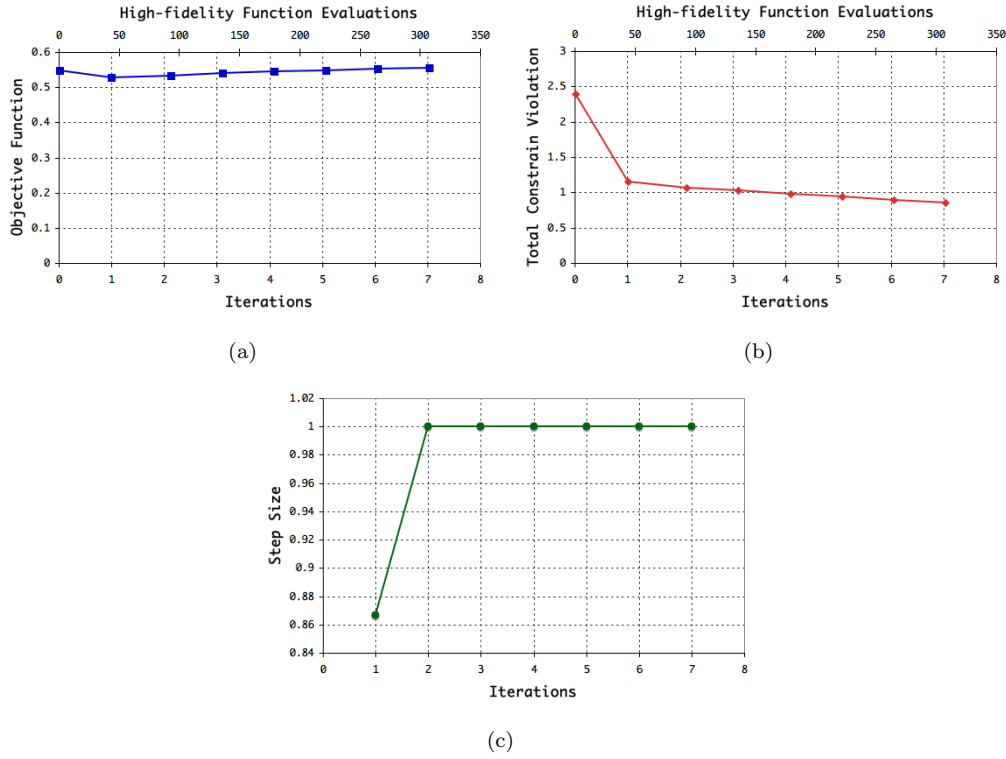 High-fidelity Function Evaluations
0 50 100 150 200 250 300 350
Objective Function
0.6
0.5
0.4
0.3
0.2
0.1
0
0 1 2 3 4 5 6 7 8
Iterations
(a)
High-fidelity Function Evaluations
0 50 100 150 200 250 300 350
Total Constrain Violation
3
2.5
2
1.5
1
0.5
0
0 1 2 3 4 5 6 7 8
Iterations
(b)
Step Size
1.02
1
0.98
0.96
0.94
0.92
0.9
0.88
0.86
0.84
0 1 2 3 4 5 6 7 8
Iterations
(c)